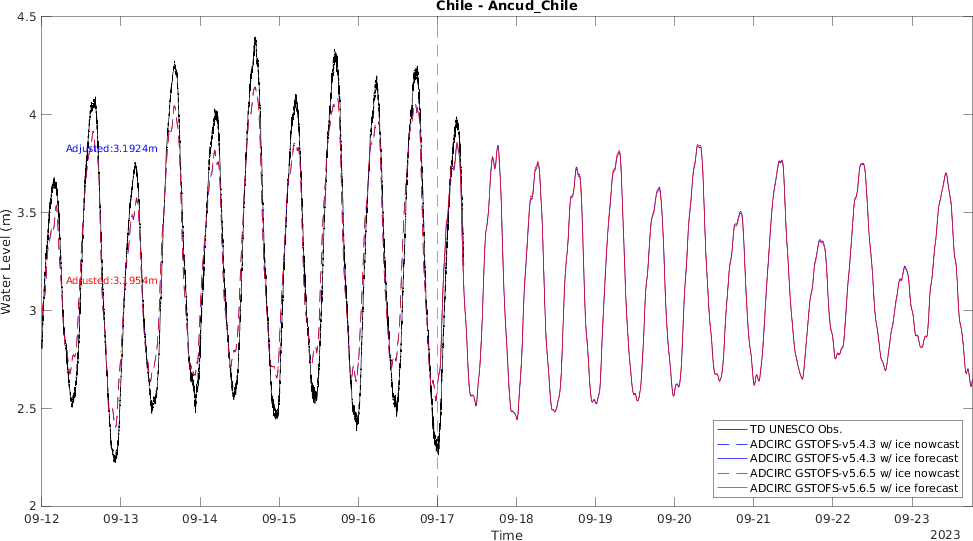 Chile - Ancud_Chile
4.5
4
3.5
3
2.5
2
Water Level (m)
Adjusted:3.1924m
Adjusted:3.1954m
TD UNESCO Obs.
ADCIRC GSTOFS-v5.4.3 w/ ice nowcast
ADCIRC GSTOFS-v5.4.3 w/ ice forecast
ADCIRC GSTOFS-v5.6.5 w/ ice nowcast
ADCIRC GSTOFS-v5.6.5 w/ ice forecast
09-12 09-13 09-14 09-15 09-16 09-17 09-18 09-19 09-20 09-21 09-22 09-23
Time
2023